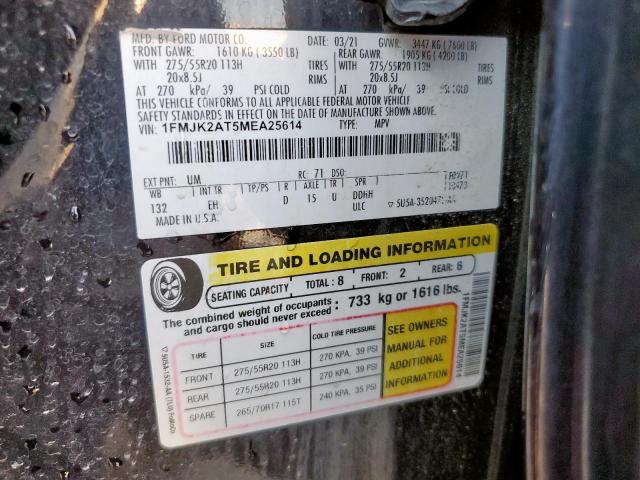 MFD. BY FORD MOTOR CO.
DATE: 03/21 GVWR: 3447 KG (7600 LB)
FRONT GAWR: 1610 KG (3550 LB) REAR GAWR: 1905 KG (4200 LB)
WITH 275/55R20 113H TIRES WITH 275/55R20 113H TIRES
20x8.5J RIMS 20x8.5J RIMS
AT 270 kPa/ 39 PSI COLD AT 270 kPa/ 39 PSI COLD
THIS VEHICLE CONFORMS TO ALL APPLICABLE FEDERAL MOTOR VEHICLE
SAFETY STANDARDS IN EFFECT ON THE DATE OF MANUFACTURE SHOWN ABOVE.
VIN: 1FMJK2AT5MEA25614 TYPE: MPV
EXT PNT: UM RC: 71 DSO:
WB INT TR TP/PS R AXLE TR SPR
132 EH D 15 U DDHH
MADE IN U.S.A. ULC
TIRE AND LOADING INFORMATION
SEATING CAPACITY TOTAL: 8 FRONT: 2 REAR: 6
The combined weight of occupants and cargo should never exceed: 733 kg or 1616 lbs.
TIRE SIZE COLD TIRE PRESSURE
FRONT 275/55R20 113H 270 KPA, 39 PSI
REAR 275/55R20 113H 270 KPA, 39 PSI
SPARE 265/70R17 115T 240 KPA, 35 PSI
SEE OWNERS
MANUAL FOR
ADDITIONAL
INFORMATION
1FMJK2AT5MEA25614